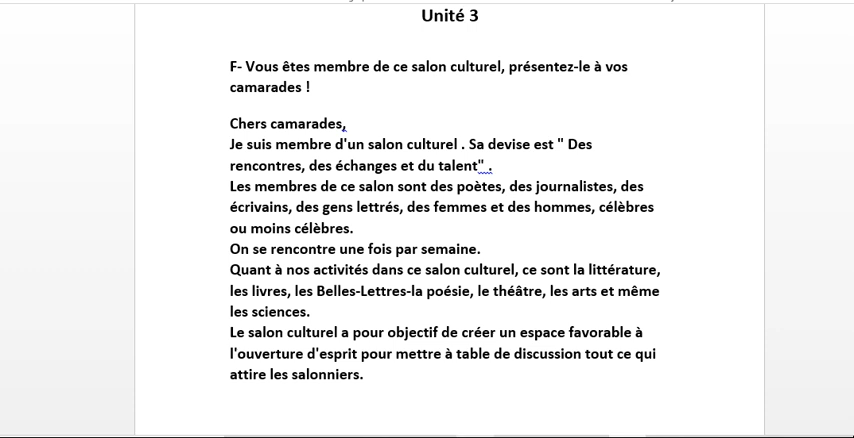 Unité 3
F- Vous êtes membre de ce salon culturel, présentez-le à vos
camarades !
Chers camarades,
Je suis membre d'un salon culturel . Sa devise est " Des
rencontres, des échanges et du talent" .
Les membres de ce salon sont des poètes, des journalistes, des
écrivains, des gens lettrés, des femmes et des hommes, célèbres
ou moins célèbres.
On se rencontre une fois par semaine.
Quant à nos activités dans ce salon culturel, ce sont la littérature,
les livres, les Belles-Lettres-la poésie, le théâtre, les arts et même
les sciences.
Le salon culturel a pour objectif de créer un espace favorable à
l'ouverture d'esprit pour mettre à table de discussion tout ce qui
attire les salonniers.